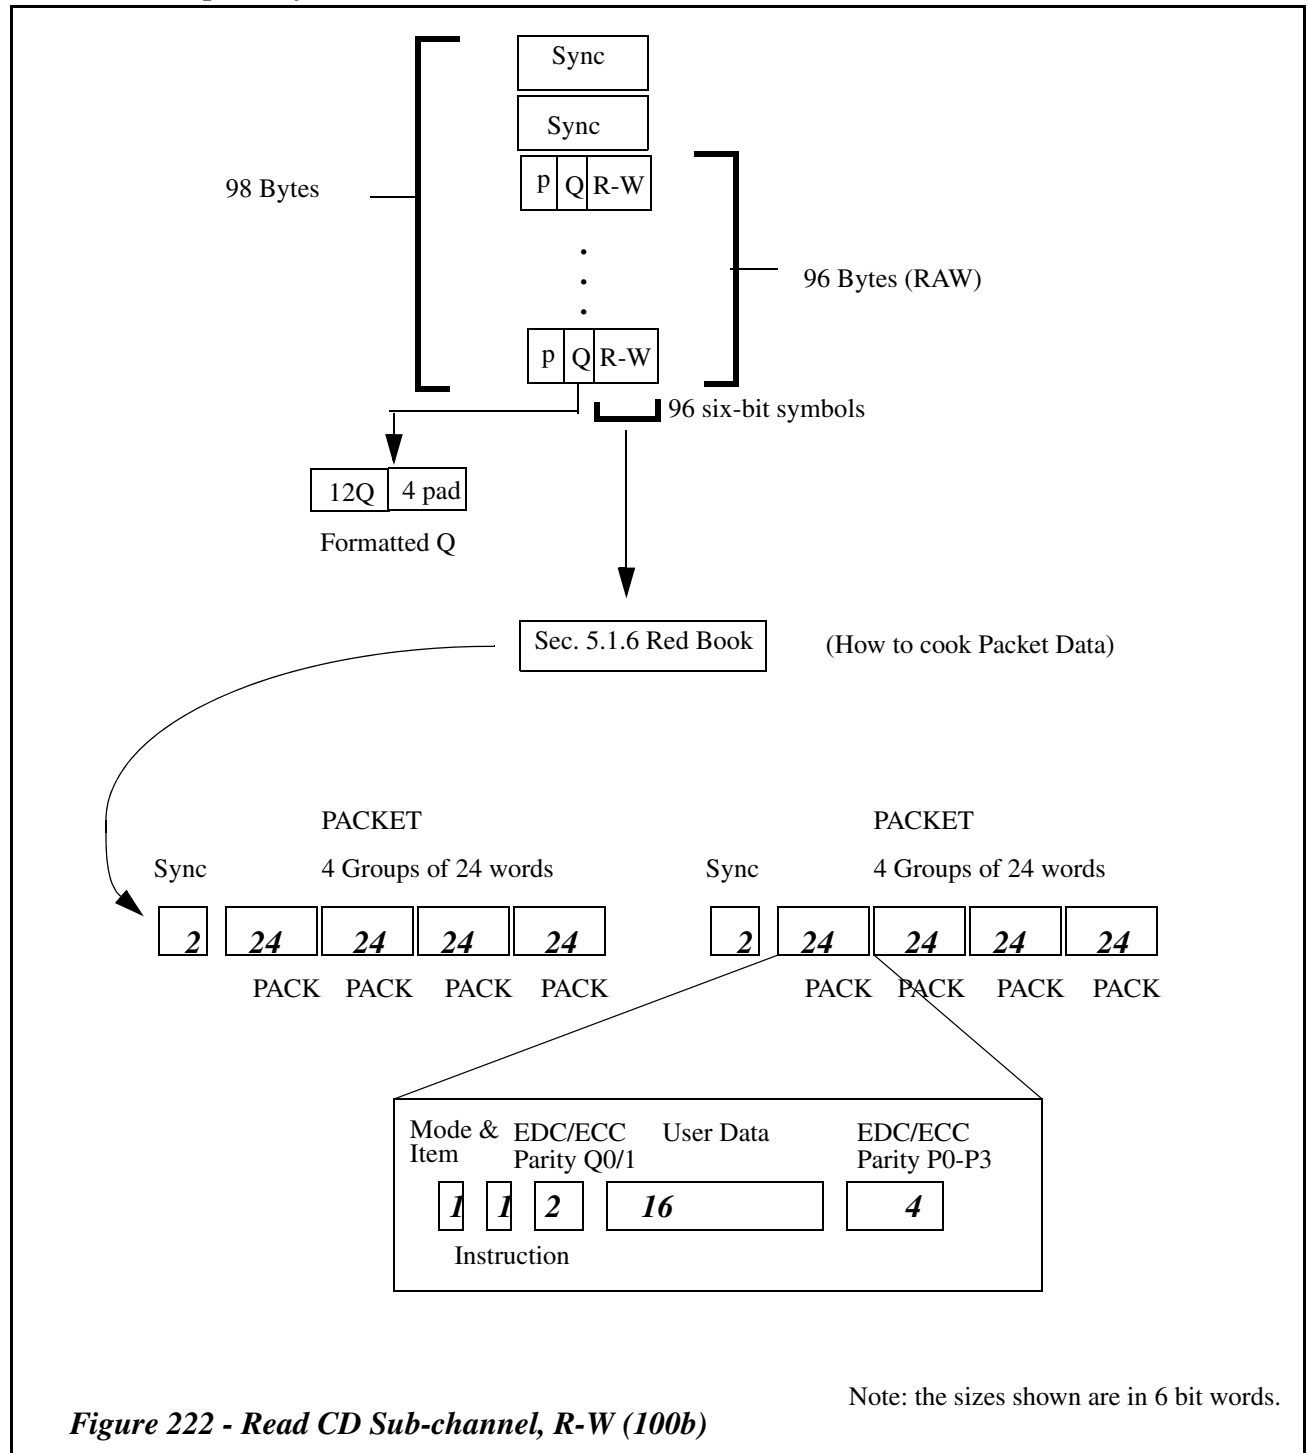 Sync
Sync
p Q R-W
98 Bytes
96 Bytes (RAW)
p Q R-W
96 six-bit symbols
12Q 4 pad
Formatted Q
Sec. 5.1.6 Red Book (How to cook Packet Data)
PACKET PACKET
Sync 4 Groups of 24 words Sync 4 Groups of 24 words
2 24 24 24 24 2 24 24 24 24
PACK PACK PACK PACK PACK PACK PACK PACK
Mode & EDC/ECC User Data EDC/ECC
Item Parity Q0/1 Parity P0-P3
1 1 2 16 4
Instruction
Note: the sizes shown are in 6 bit words.
Figure 222 - Read CD Sub-channel, R-W (100b)